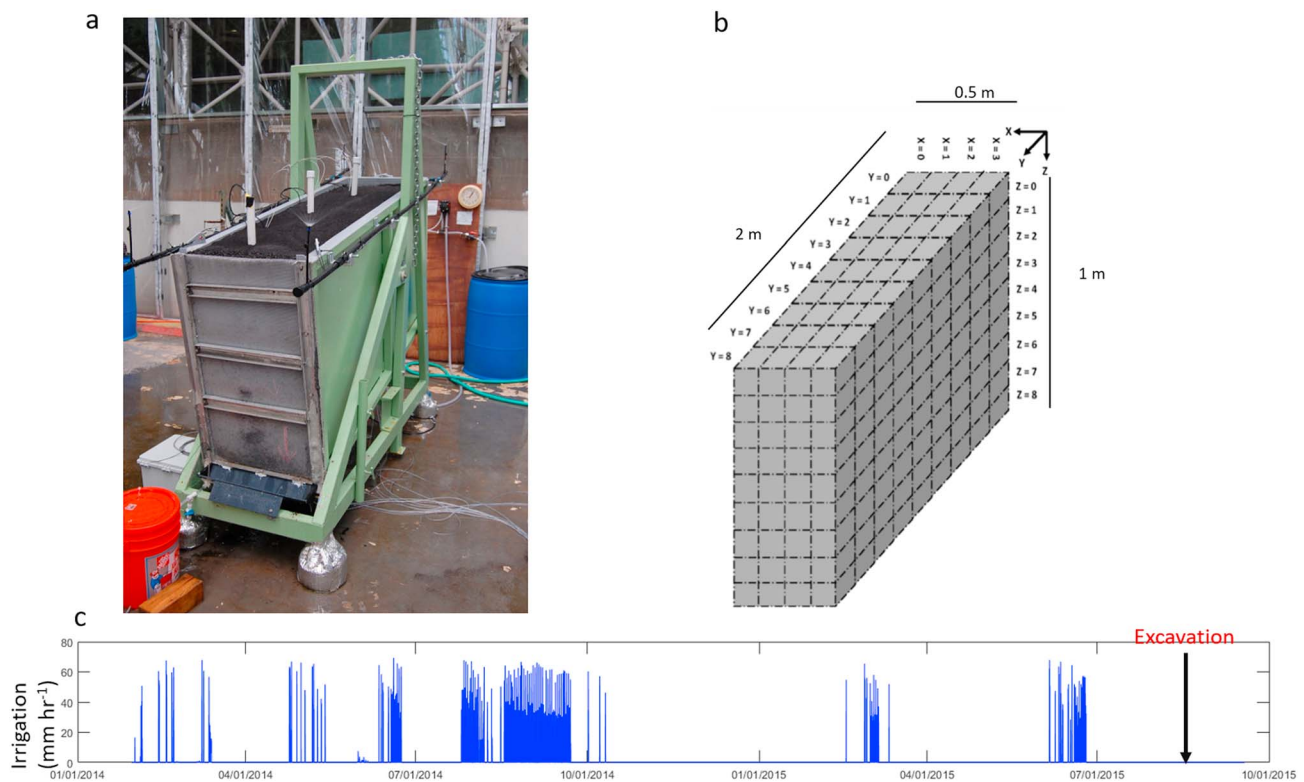 a
b
0.5 m
X
Y
Z
X = 0
X = 1
X = 2
X = 3
Y = 0
Y = 1
Y = 2
Y = 3
Y = 4
Y = 5
Y = 6
Y = 7
Y = 8
2 m
Z = 0
Z = 1
Z = 2
Z = 3
Z = 4
Z = 5
Z = 6
Z = 7
Z = 8
1 m
c
Excavation
Irrigation
(mm hr⁻¹)
80
60
40
20
0
01/01/2014
04/01/2014
07/01/2014
10/01/2014
01/01/2015
04/01/2015
07/01/2015
10/01/2015